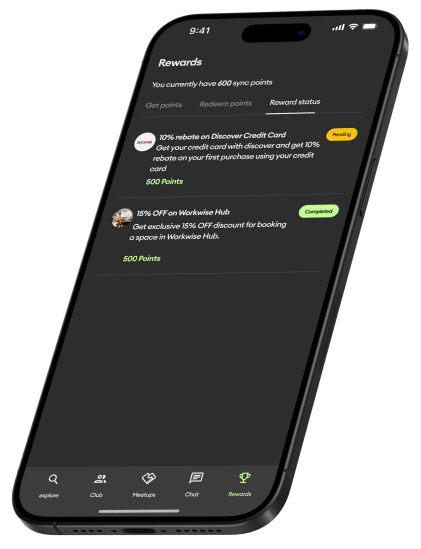 9:41
Rewards
You currently have 600 sync points
Get points Redeem points Reward status
10% rebate on Discover Credit Card
Pending
Get your credit card with discover and get 10%
rebate on your first purchase using your credit
card
500 Points
15% OFF on Workwise Hub
Completed
Get exclusive 15% OFF discount for booking
a space in Workwise Hub.
500 Points
explore Club Meetups Chat Rewards